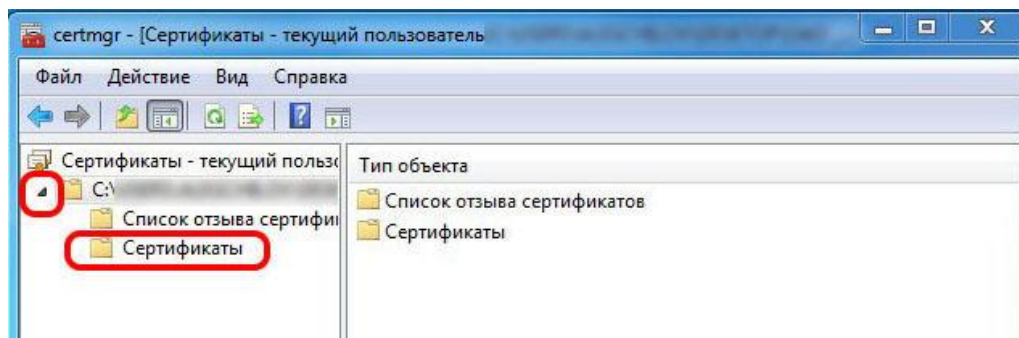 certmgr - [Сертификаты - текущий пользователь
Файл Действие Вид Справка
Сертификаты - текущий польз
Тип объекта
C:\
Список отзыва сертифи
Сертификаты
Список отзыва сертификатов
Сертификаты